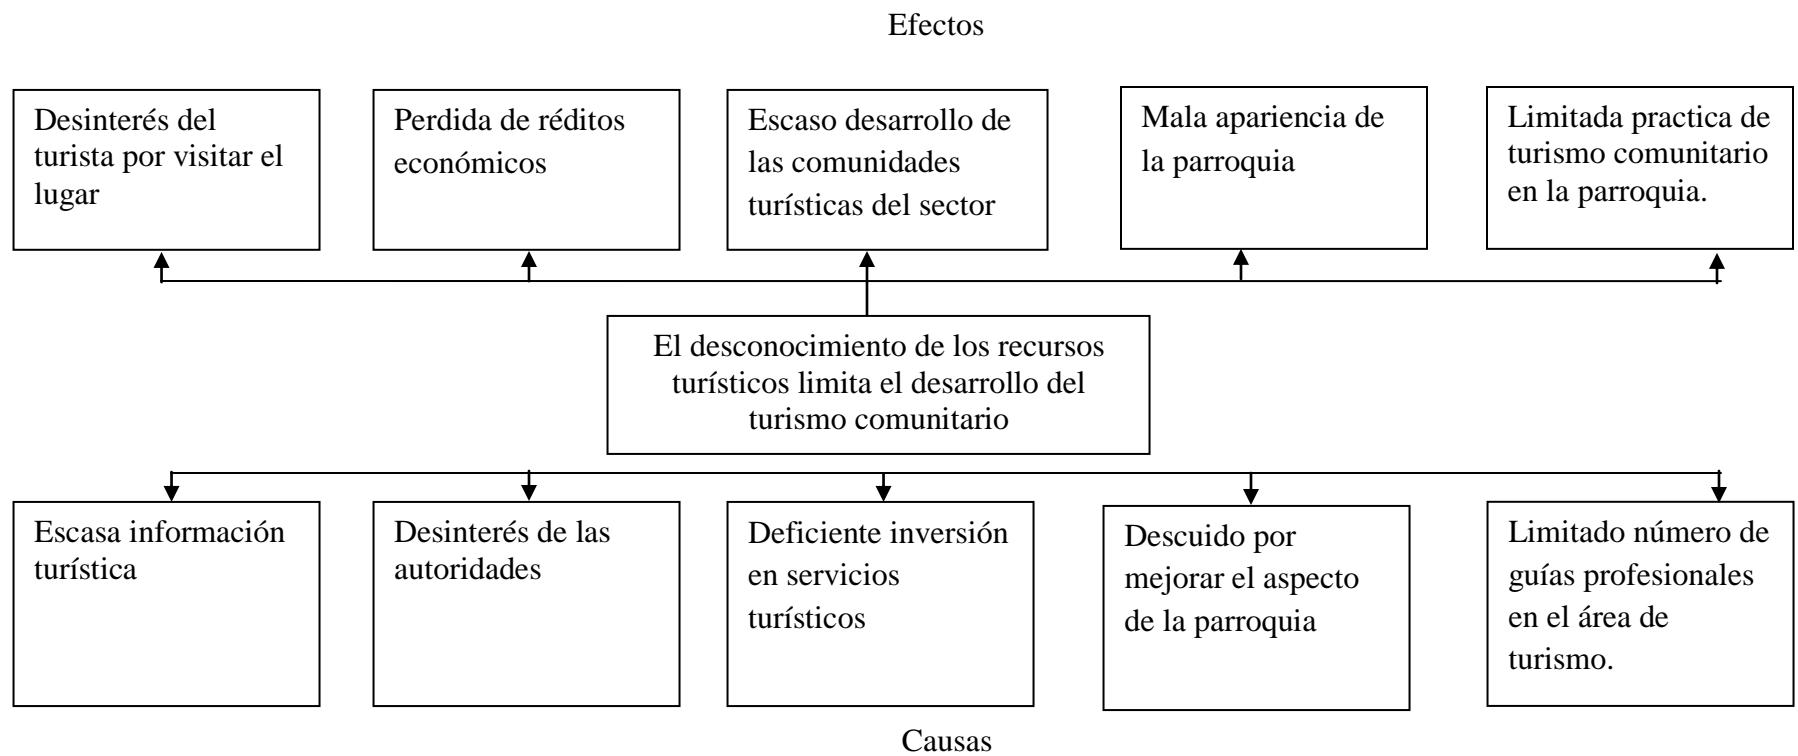 Efectos
Desinterés del
turista por visitar el
lugar
Perdida de réditos
económicos
Escaso desarrollo de
las comunidades
turísticas del sector
Mala apariencia de
la parroquia
Limitada practica de
turismo comunitario
en la parroquia.
El desconocimiento de los recursos
turísticos limita el desarrollo del
turismo comunitario
Escasa información
turística
Desinterés de las
autoridades
Deficiente inversión
en servicios
turísticos
Descuido por
mejorar el aspecto
de la parroquia
Limitado número de
guías profesionales
en el área de
turismo.
Causas